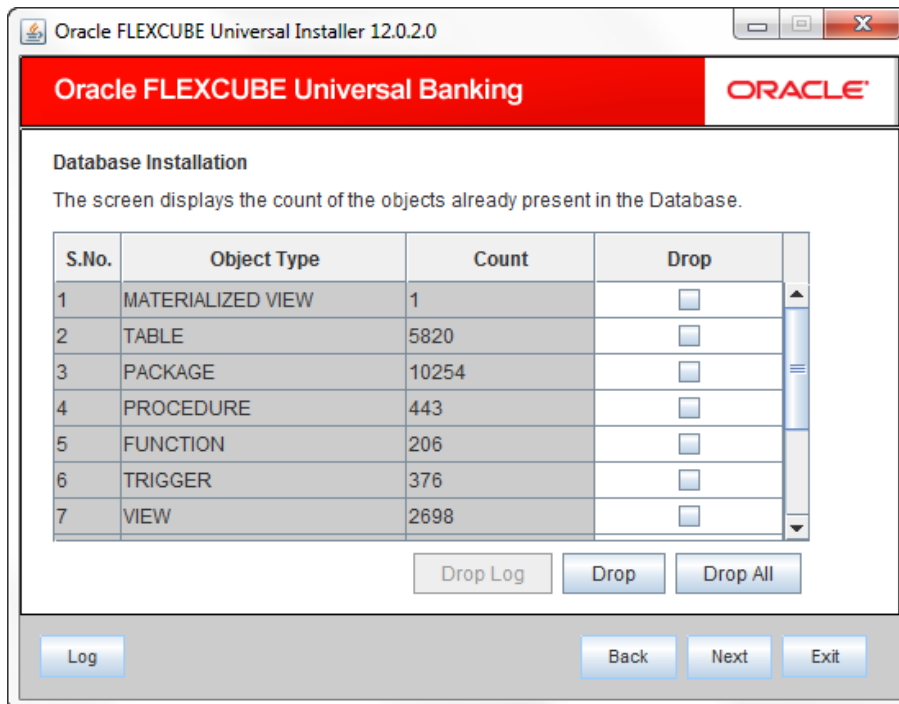 Oracle FLEXCUBE Universal Installer 12.0.2.0
Oracle FLEXCUBE Universal Banking
ORACLE
Database Installation
The screen displays the count of the objects already present in the Database.
S.No. Object Type Count Drop
1 MATERIALIZED VIEW 1
2 TABLE 5820
3 PACKAGE 10254
4 PROCEDURE 443
5 FUNCTION 206
6 TRIGGER 376
7 VIEW 2698
Drop Log Drop Drop All
Log Back Next Exit